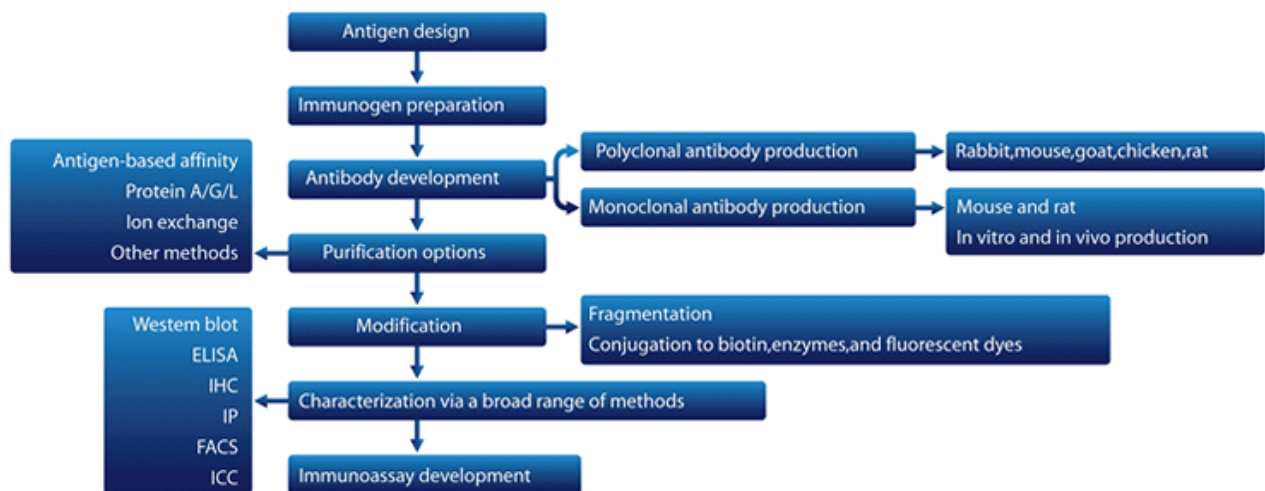 Antigen design
Immunogen preparation
Antigen-based affinity
Protein A/G/L
Ion exchange
Other methods
Antibody development
Polyclonal antibody production
Rabbit,mouse,goat,chicken,rat
Monoclonal antibody production
Mouse and rat
In vitro and in vivo production
Purification options
Modification
Fragmentation
Conjugation to biotin,enzymes,and fluorescent dyes
Westem blot
ELISA
IHC
IP
FACS
ICC
Characterization via a broad range of methods
Immunoassay development